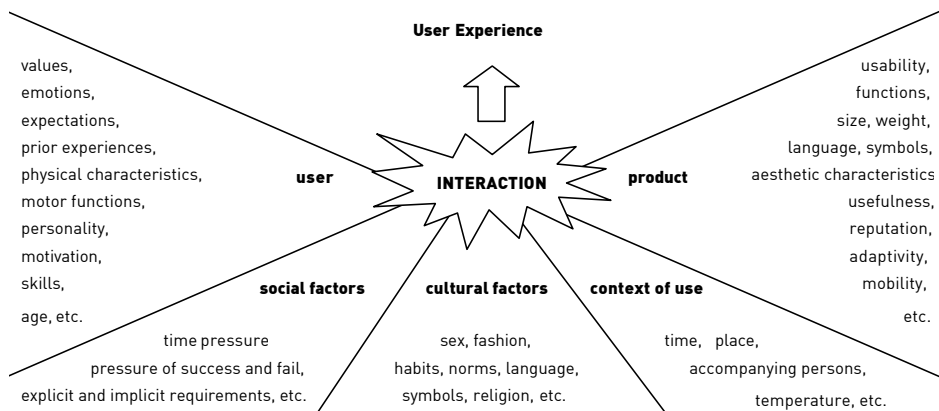 User Experience
values,
emotions,
expectations,
prior experiences,
physical characteristics,
motor functions,
personality,
motivation,
skills,
age, etc.
user
INTERACTION
product
usability,
functions,
size, weight,
language, symbols,
aesthetic characteristics
usefulness,
reputation,
adaptivity,
mobility,
etc.
social factors
time pressure
pressure of success and fail,
explicit and implicit requirements, etc.
cultural factors
sex, fashion,
habits, norms, language,
symbols, religion, etc.
context of use
time, place,
accompanying persons,
temperature, etc.